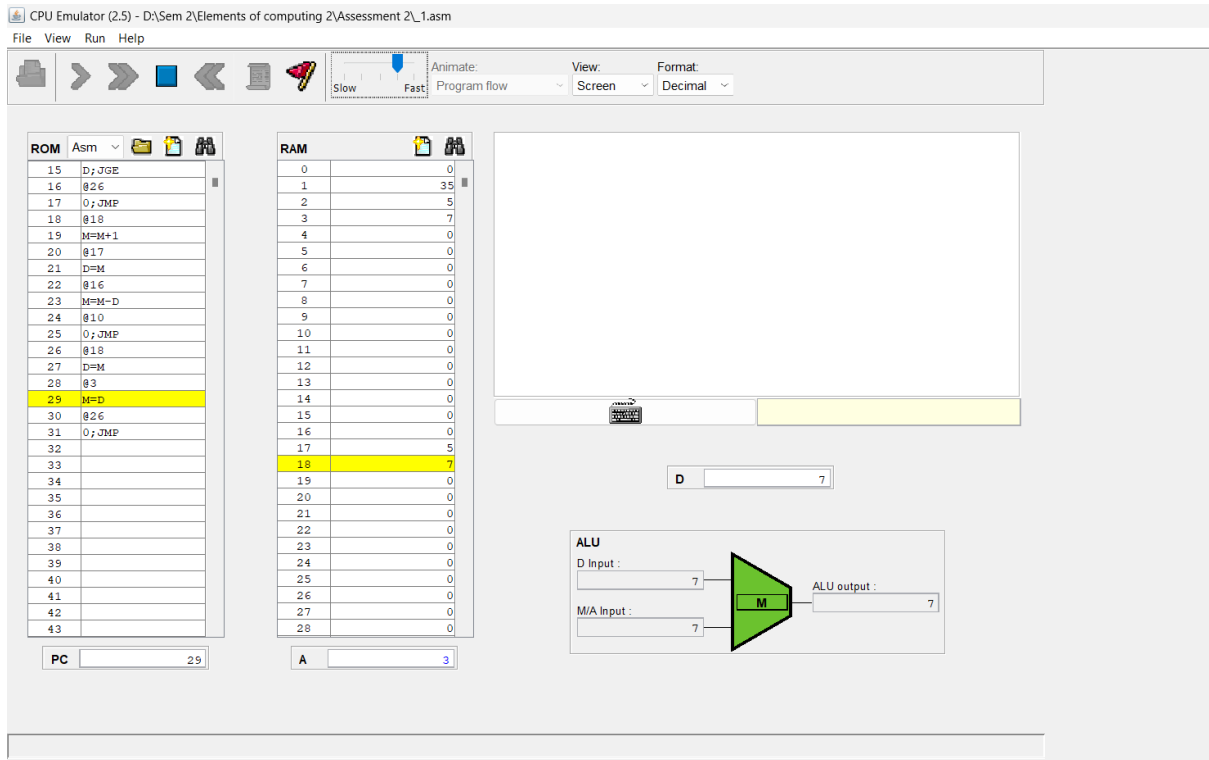 CPU Emulator (2.5) - D:\Sem 2\Elements of computing 2\Assessment 2\_1.asm
File View Run Help
Slow Fast
Animate:
Program flow
View:
Screen
Format:
Decimal
ROM Asm
15 D;JGE
16 @26
17 0;JMP
18 @18
19 M=M+1
20 @17
21 D=M
22 @16
23 M=M-D
24 @10
25 0;JMP
26 @18
27 D=M
28 @3
29 M=D
30 @26
31 0;JMP
32
33
34
35
36
37
38
39
40
41
42
43
PC 29
RAM
0 0
1 35
2 5
3 7
4 0
5 0
6 0
7 0
8 0
9 0
10 0
11 0
12 0
13 0
14 0
15 0
16 0
17 5
18 7
19 0
20 0
21 0
22 0
23 0
24 0
25 0
26 0
27 0
28 0
A 3
D 7
ALU
D Input :
7
M/A Input :
7
M
ALU output :
7